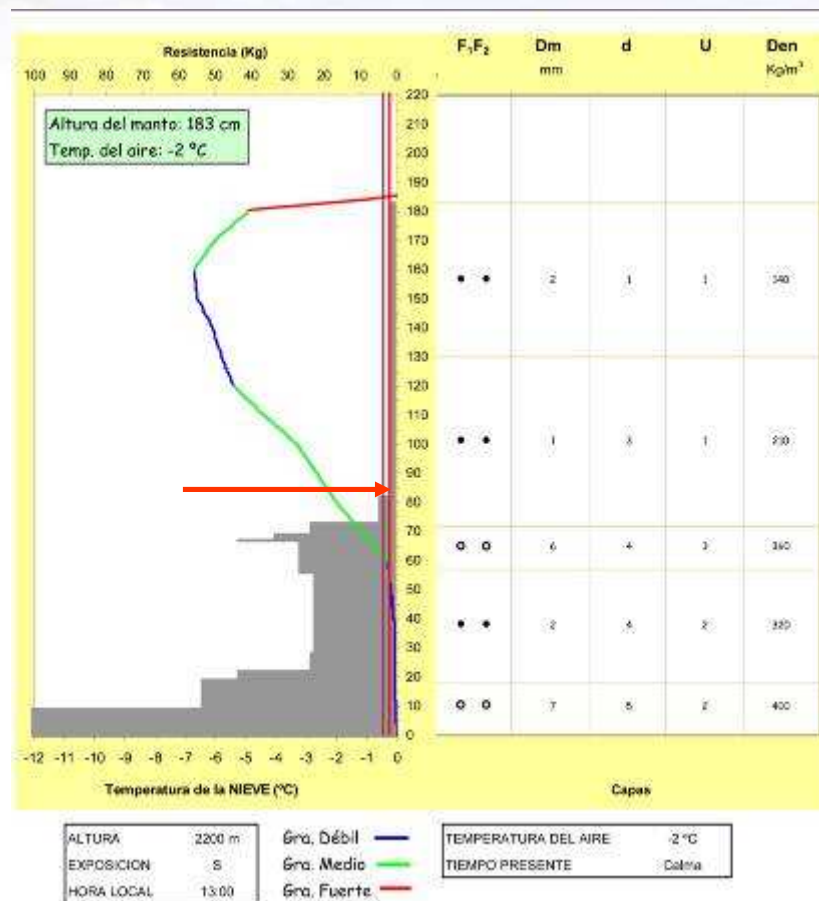 Resistencia (Kg)
100 90 80 70 60 50 40 30 20 10 0
F₁F₂ Dm d U Den
mm Kg/m³
Altura del manto: 183 cm
Temp. del aire: -2 ºC
220
210
200
190
180
170
160
150
140
130
120
110
100
90
80
70
60
50
40
30
20
10
0
2 1 1
1 3 1
6 4 3 360
2 4 2 320
7 2 400
-12 -11 -10 -9 -8 -7 -6 -5 -4 -3 -2 -1 0
Temperatura de la NIEVE (ºC)
Capas
ALTURA 2200 m
EXPOSICION S
HORA LOCAL 13:00
Gra. Débil
Gra. Medio
Gra. Fuerte
TEMPERATURA DEL AIRE -2 ºC
TIEMPO PRESENTE Calma